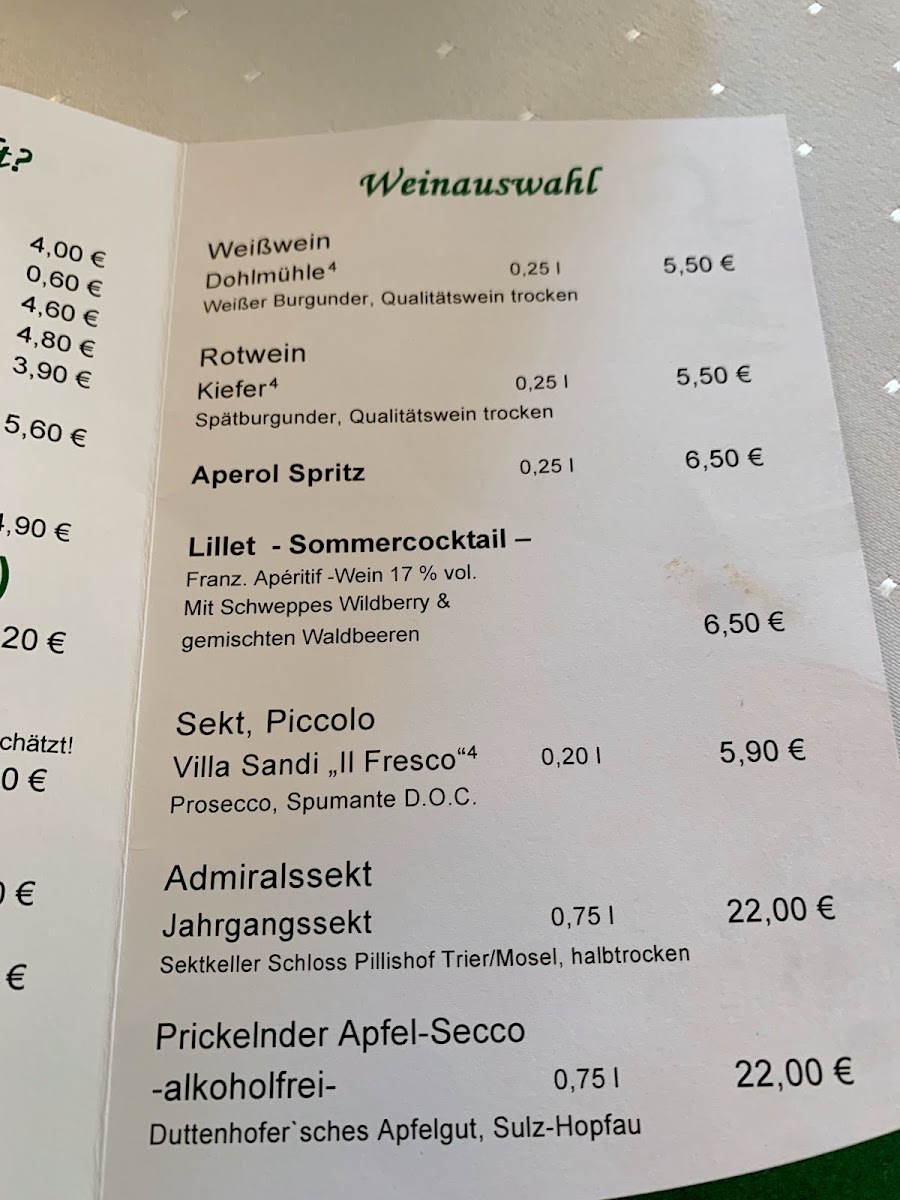 4,00 €
0,60 €
4,60 €
4,80 €
3,90 €
5,60 €
,90 €
20 €
chätzt!
0 €
€
€
Weinauswahl
Weißwein
Dohlmühle⁴ 0,25 l 5,50 €
Weißer Burgunder, Qualitätswein trocken
Rotwein
Kiefer⁴ 0,25 l 5,50 €
Spätburgunder, Qualitätswein trocken
Aperol Spritz 0,25 l 6,50 €
Lillet - Sommercocktail –
Franz. Apéritif -Wein 17 % vol.
Mit Schweppes Wildberry &
gemischten Waldbeeren 6,50 €
Sekt, Piccolo
Villa Sandi „Il Fresco“⁴ 0,20 l 5,90 €
Prosecco, Spumante D.O.C.
Admiralssekt
Jahrgangssekt 0,75 l 22,00 €
Sektkeller Schloss Pillishof Trier/Mosel, halbtrocken
Prickelnder Apfel-Secco
-alkoholfrei- 0,75 l 22,00 €
Duttenhofer`sches Apfelgut, Sulz-Hopfau